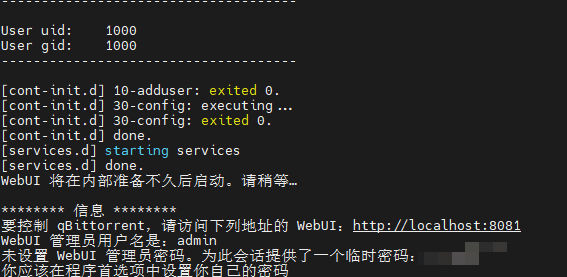 -------------------------------------
User uid:    1000
User gid:    1000
-------------------------------------
[cont-init.d] 10-adduser: exited 0.
[cont-init.d] 30-config: executing...
[cont-init.d] 30-config: exited 0.
[cont-init.d] done.
[services.d] starting services
[services.d] done.
WebUI 将在内部准备不久后启动。请稍等…
******** 信息 ********
要控制 qBittorrent，请访问下列地址的 WebUI：http://localhost:8081
WebUI 管理员用户名是：admin
未设置 WebUI 管理员密码。为此会话提供了一个临时密码：
你应该在程序首选项中设置你自己的密码